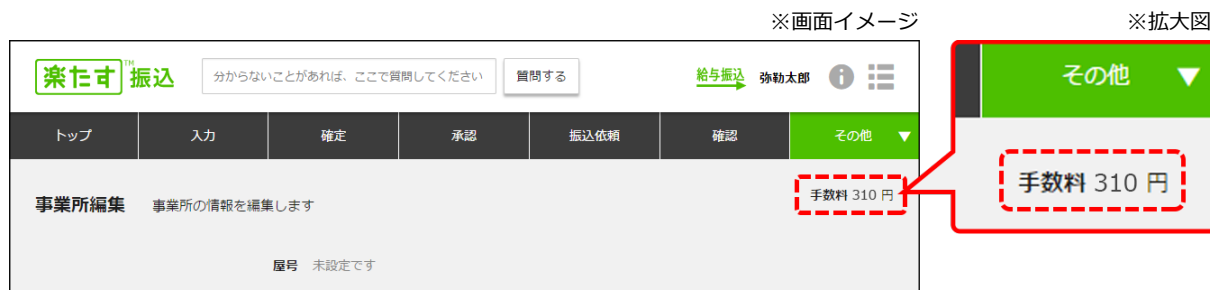 ※画面イメージ
※拡大図
楽たす™振込
分からないことがあれば、ここで質問してください
質問する
給与振込
弥勒太郎
トップ
入力
確定
承認
振込依頼
確認
その他 ▼
事業所編集
事業所の情報を編集します
手数料 310 円
屋号 未設定です
その他 ▼
手数料 310 円